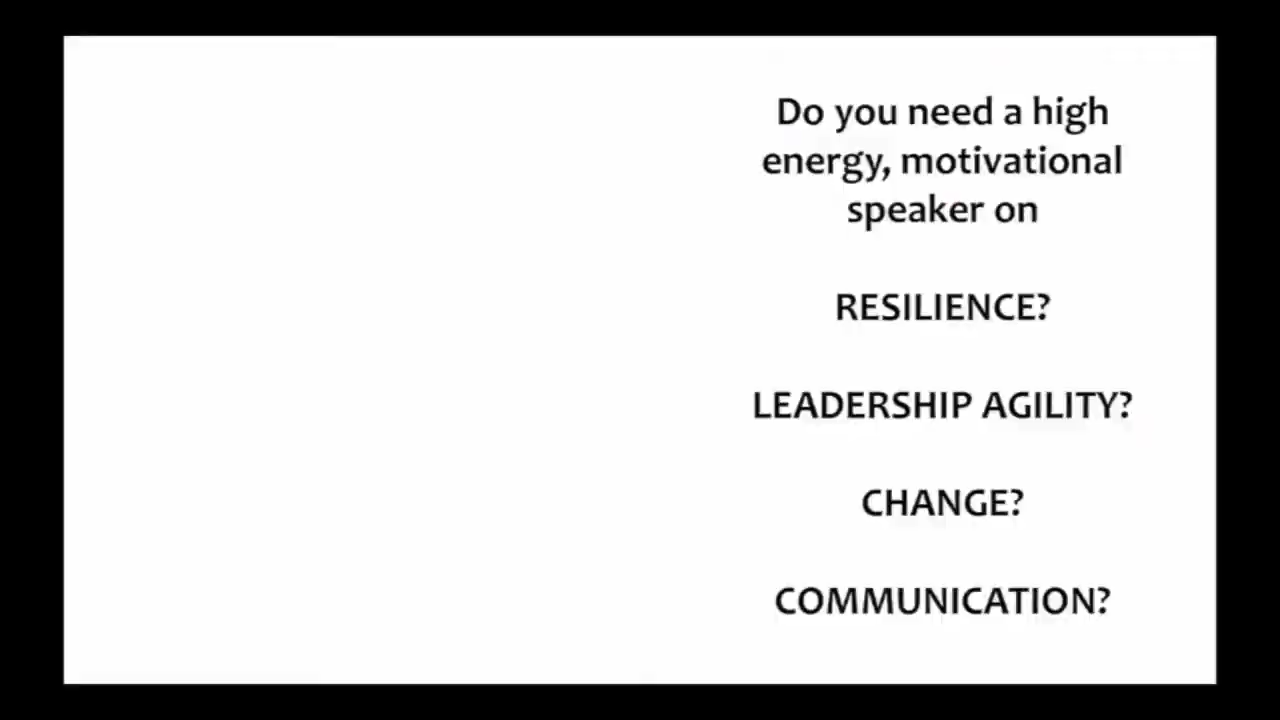 Do you need a high
energy, motivational
speaker on
RESILIENCE?
LEADERSHIP AGILITY?
CHANGE?
COMMUNICATION?